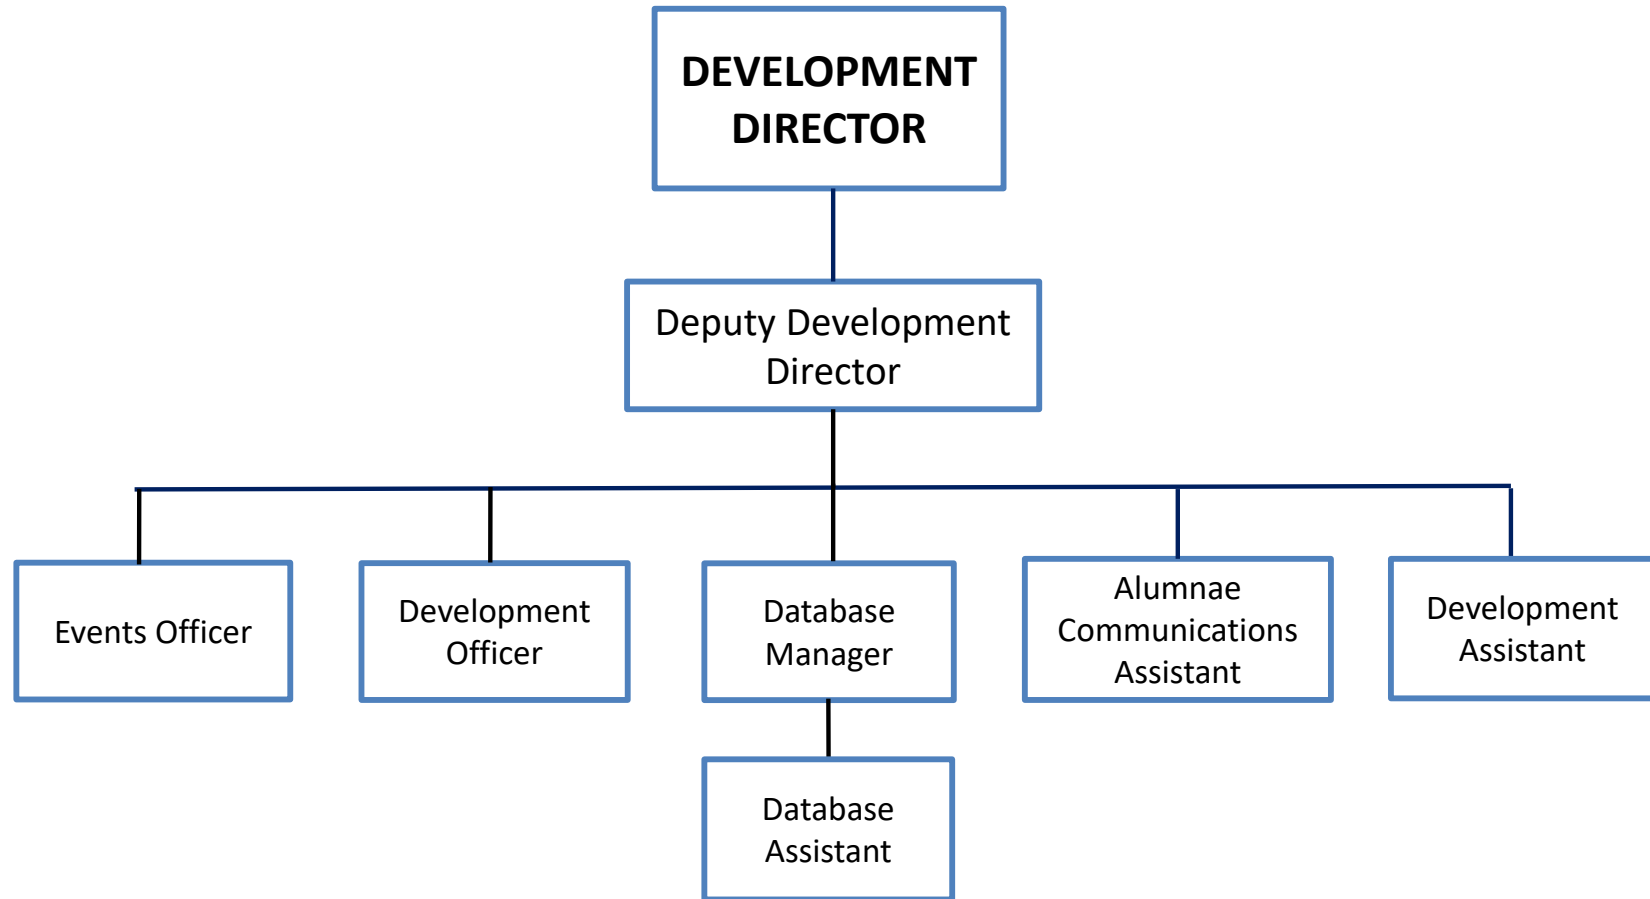 DEVELOPMENT
DIRECTOR
Deputy Development
Director
Events Officer
Development
Officer
Database
Manager
Alumnae
Communications
Assistant
Development
Assistant
Database
Assistant